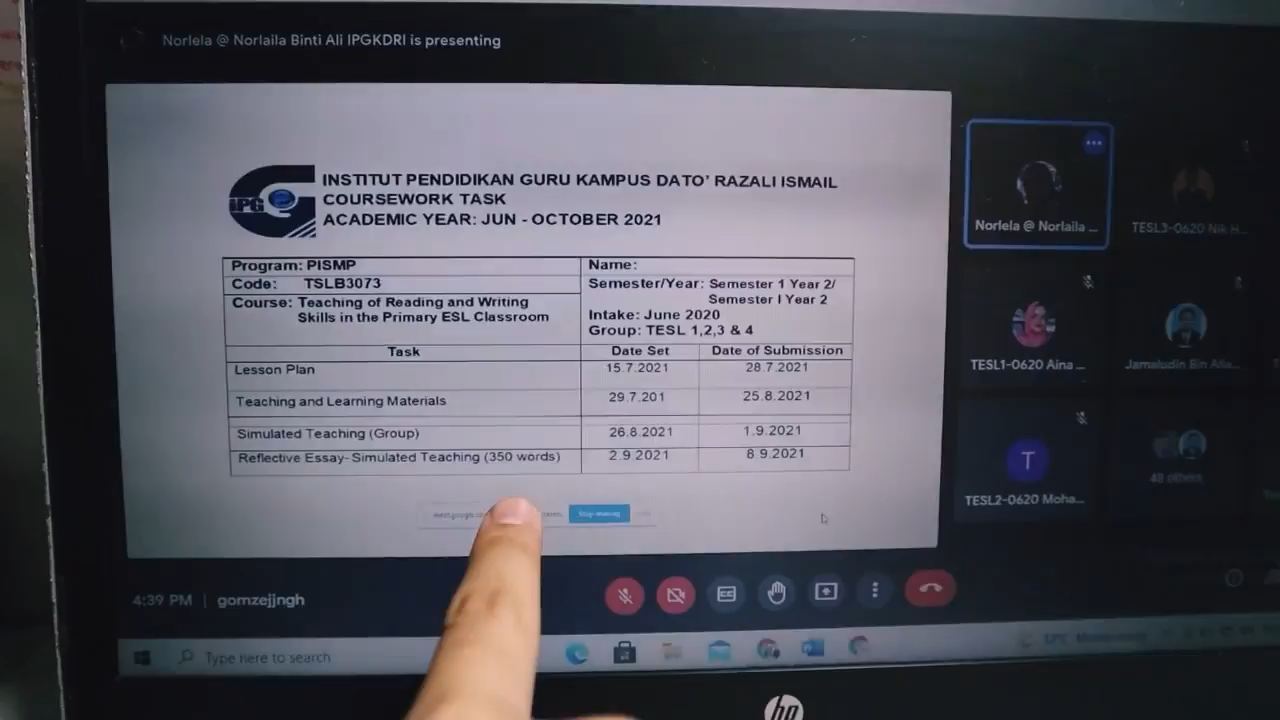 Norlela @ Norlaila Binti Ali IPGKDRI is presenting
IPG
INSTITUT PENDIDIKAN GURU KAMPUS DATO' RAZALI ISMAIL
COURSEWORK TASK
ACADEMIC YEAR: JUN - OCTOBER 2021
Program: PISMP
Name:
Code: TSLB3073
Semester/Year: Semester 1 Year 2/
Semester I Year 2
Course: Teaching of Reading and Writing
Skills in the Primary ESL Classroom
Intake: June 2020
Group: TESL 1,2,3 & 4
Task Date Set Date of Submission
Lesson Plan 15.7.2021 28.7.2021
Teaching and Learning Materials 29.7.201 25.8.2021
Simulated Teaching (Group) 26.8.2021 1.9.2021
Reflective Essay- Simulated Teaching (350 words) 2.9.2021 8.9.2021
Stop sharing
Norlela @ Norlaila ...
TESL3-0620 Nik H...
TESL1-0620 Aina ...
Jamaludin Bin Alia...
T
TESL2-0620 Moha...
48 others
4:39 PM | gomzejjngh
Type here to search
hp